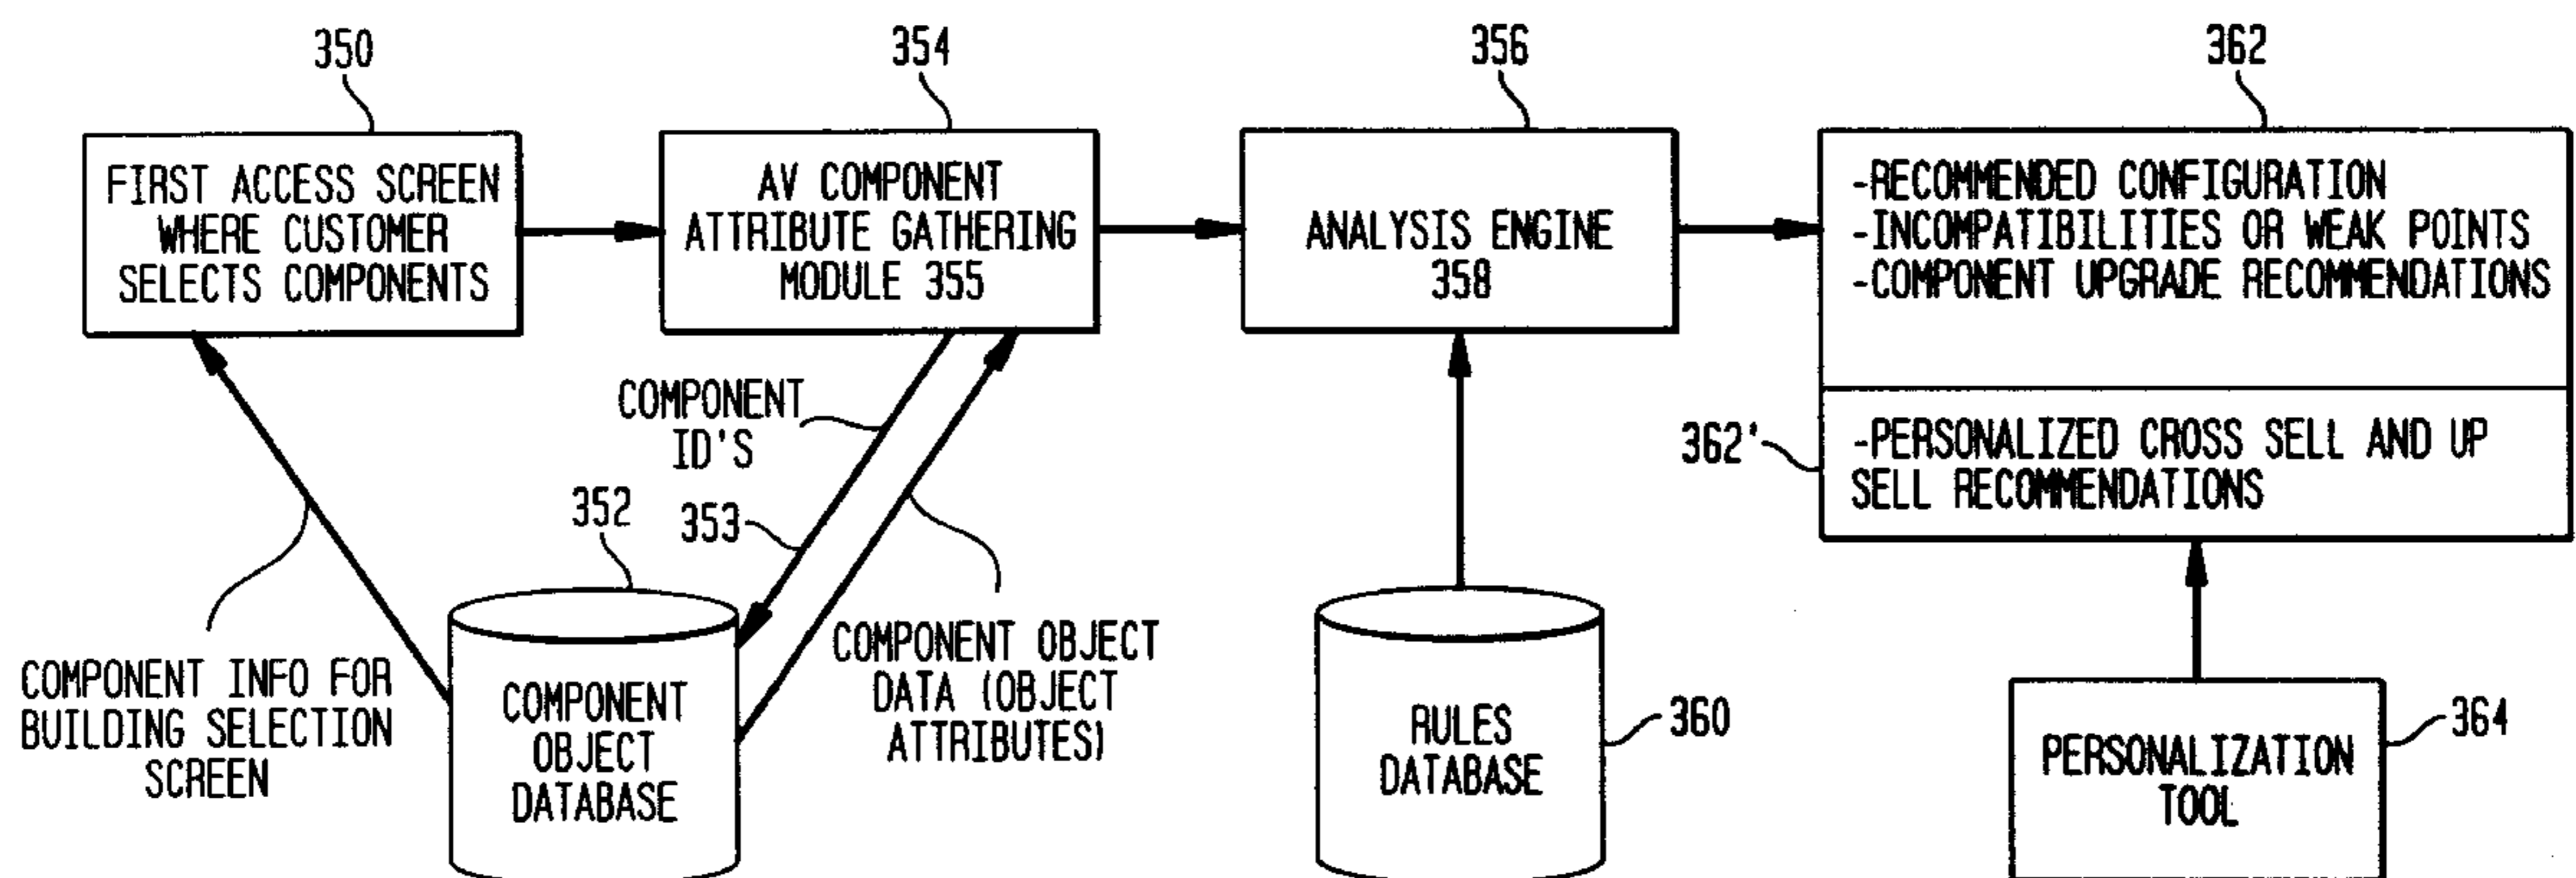 350
354
356
362
FIRST ACCESS SCREEN
WHERE CUSTOMER
SELECTS COMPONENTS
AV COMPONENT
ATTRIBUTE GATHERING
MODULE 355
ANALYSIS ENGINE
358
-RECOMMENDED CONFIGURATION
-INCOMPATIBILITIES OR WEAK POINTS
-COMPONENT UPGRADE RECOMMENDATIONS
362'
-PERSONALIZED CROSS SELL AND UP
SELL RECOMMENDATIONS
COMPONENT
ID'S
352
353
COMPONENT INFO FOR
BUILDING SELECTION
SCREEN
COMPONENT
OBJECT
DATABASE
COMPONENT OBJECT
DATA (OBJECT
ATTRIBUTES)
RULES
DATABASE
360
PERSONALIZATION
TOOL
364